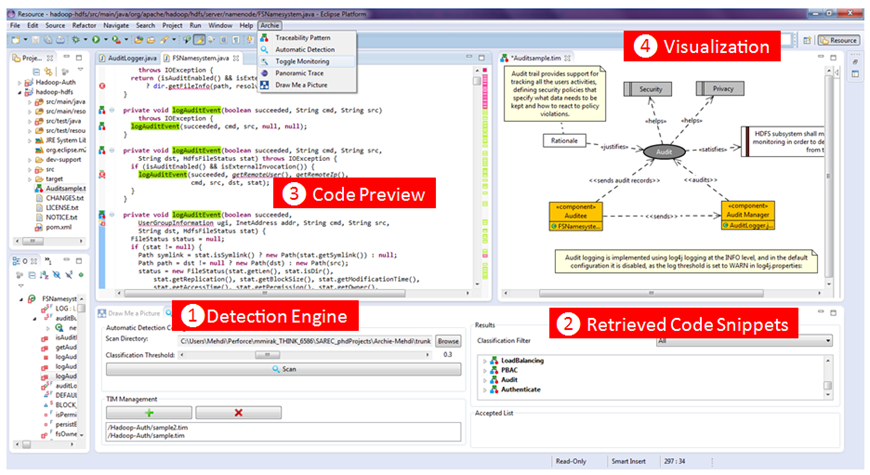 Resource - hadoop-hdfs/src/main/java/org/apache/hadoop/hdfs/server/namenode/FSNamesystem.java - Eclipse Platform
File Edit Source Refactor Navigate Search Project Run Window Help Archie
Traceability Pattern
Automatic Detection
Toggle Monitoring
Panoramic Trace
Draw Me a Picture
Resource
Proje...
Hadoop-Auth
hadoop-hdfs
src/main/java
src/main/reso
src/test/java
src/test/resou
JRE System Lib
org.eclipse.m2
dev-support
src
target
Auditsample.t
CHANGES.txt
LICENSE.txt
NOTICE.txt
pom.xml
AuditLogger.java
FSNamesystem.java
throws IOException {
return (isAuditEnabled() && isExter
? dir.getFileInfo(path, resol
}
private void logAuditEvent(boolean succeeded, String cmd, String src)
throws IOException {
logAuditEvent(succeeded, cmd, src, null, null);
}
private void logAuditEvent(boolean succeeded, String cmd, String src,
String dst, HdfsFileStatus stat) throws IOException {
if (isAuditEnabled() && isExternalInvocation()) {
logAuditEvent(succeeded, getRemoteUser(), getRemoteIp(),
cmd, src, dst, stat);
}
private void logAuditEvent(boolean succeeded,
UserGroupInformation ugi, InetAddress addr, String cmd, String src,
String dst, HdfsFileStatus stat) {
FileStatus status = null;
if (stat != null) {
Path symlink = stat.isSymlink() ? new Path(stat.getSymlink()) : null;
Path path = dst != null ? new Path(dst) : new Path(src);
status = new FileStatus(stat.getLen(), stat.isDir(),
stat.getReplication(), stat.getBlockSize(), stat.getModificationTime(),
stat.getAccessTime(), stat.getPermission(), stat.getOwner(),
3 Code Preview
4 Visualization
*Auditsample.tim
Audit trail provides support for
tracking all the users activities,
defining security policies that
specify what data needs to be
kept and how to react to policy
violations.
Security
Privacy
«helps»
«helps»
Rationale
«justifies»
Audit
«satisfies»
HDFS subsystem shall m
monitoring in order to de
from t
<<sends audit records>>
<<audits>>
«component»
Auditee
FSNamesyste...
<<sends>>
«component»
Audit Manager
AuditLogger.j...
Audit logging is implemented using log4j logging at the INFO level, and in the default
configuration it is disabled, as the log threshold is set to WARN in log4j.properties:
FSNamesystem
LOG : L
auditBu
ne
isAuditE
getAud
logAud
logAud
logAud
auditLo
DEFAUL
BLOCK_
isPermi
persistE
fsOwne
Draw Me a Picture
1 Detection Engine
Automatic Detection Co
Scan Directory:
C:\Users\Mehdi\Perforce\mmirak_THINK_6586\SAREC_phdProjects\Archie-Mehdi\trunk
Browse
Classification Threshold:
0.3
Scan
TIM Management
/Hadoop-Auth/sample2.tim
/Hadoop-Auth/sample.tim
2 Retrieved Code Snippets
Results
Classification Filter
All
LoadBalancing
PBAC
Audit
Authenticate
Accepted List
Read-Only
Smart Insert
297 : 34